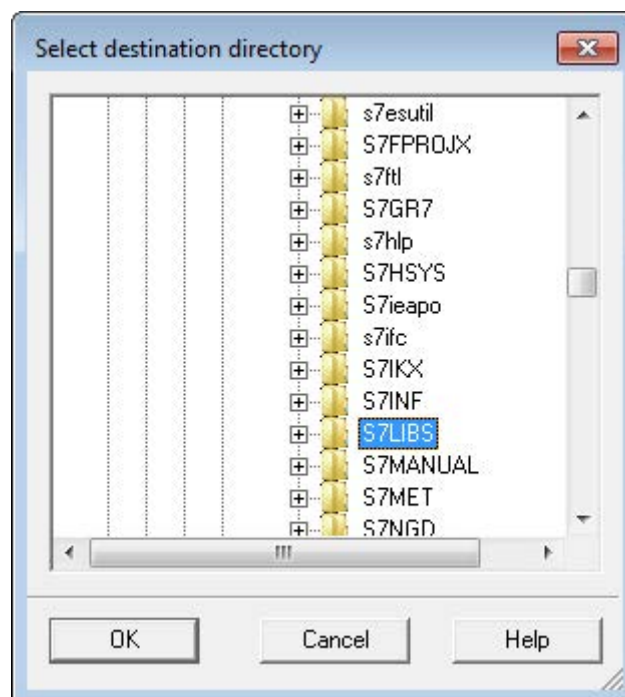 Select destination directory
s7esutil
S7FPROJX
s7ftl
S7GR7
s7hlp
S7HSYS
S7ieapo
s7ifc
S7IKX
S7INF
S7LIBS
S7MANUAL
S7MET
S7NGD
OK Cancel Help